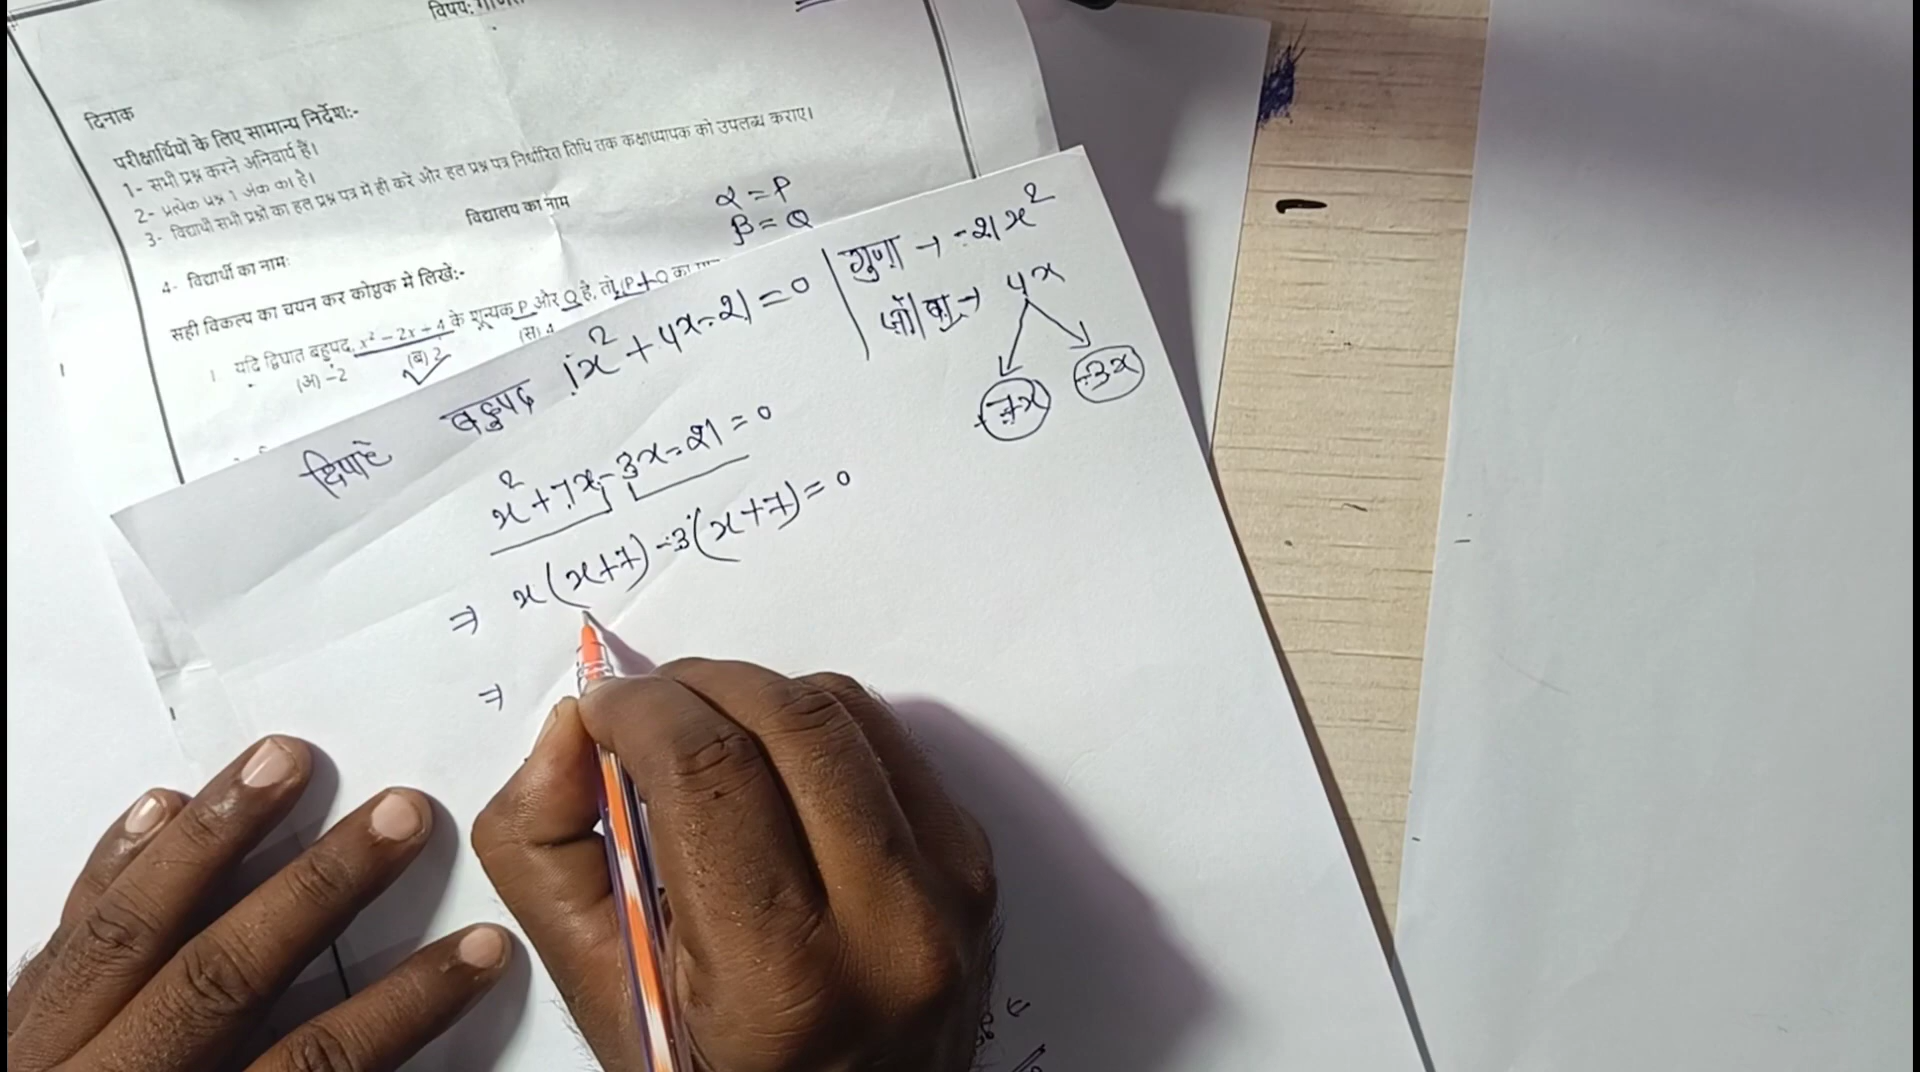 विषय: गणित
दिनाक
परीक्षार्थियों के लिए सामान्य निर्देश:-
1- सभी प्रश्न करने अनिवार्य हैं।
2- प्रत्येक प्रश्न 1 अंक का है।
3- विद्यार्थी सभी प्रश्नों का हल प्रश्न पत्र में ही करें और हल प्रश्न पत्र निर्धारित तिथि तक कक्षाध्यापक को उपलब्ध कराए।
विद्यालय का नाम
4- विद्यार्थी का नामः
α = P
β = Q
सही विकल्प का चयन कर कोष्ठक मे लिखें:-
1 यदि द्विघात बहुपद, x² − 2x + 4 के शून्यक P और Q है, तो P + Q का
(अ) −2 (ब) 2 (स) 4
दिया है बहुपद 1x² + 4x - 21 = 0
गुणा → -21x²
जोड़ → 4x
+7x -3x
x² + 7x - 3x - 21 = 0
⇒ x(x+7) - 3(x+7) = 0
⇒